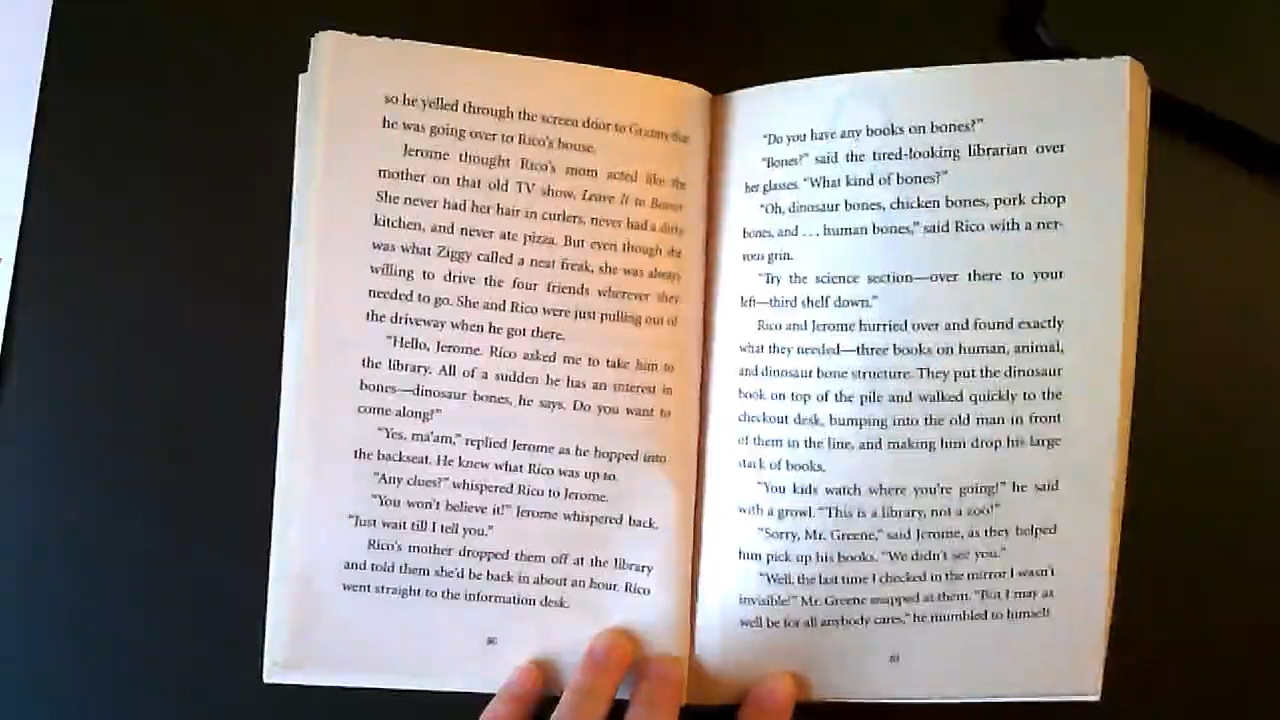 so he yelled through the screen door to Granny that
he was going over to Rico's house.
Jerome thought Rico's mom acted like the
mother on that old TV show, Leave It to Beaver.
She never had her hair in curlers, never had a dirty
kitchen, and never ate pizza. But even though she
was what Ziggy called a neat freak, she was always
willing to drive the four friends wherever they
needed to go. She and Rico were just pulling out of
the driveway when he got there.
"Hello, Jerome. Rico asked me to take him to
the library. All of a sudden he has an interest in
bones—dinosaur bones, he says. Do you want to
come along?"
"Yes, ma'am," replied Jerome as he hopped into
the backseat. He knew what Rico was up to.
"Any clues?" whispered Rico to Jerome.
"You won't believe it!" Jerome whispered back.
"Just wait till I tell you."
Rico's mother dropped them off at the library
and told them she'd be back in about an hour. Rico
went straight to the information desk.
"Do you have any books on bones?"
"Bones?" said the tired-looking librarian over
her glasses. "What kind of bones?"
"Oh, dinosaur bones, chicken bones, pork chop
bones, and . . . human bones," said Rico with a ner-
vous grin.
"Try the science section—over there to your
left—third shelf down."
Rico and Jerome hurried over and found exactly
what they needed—three books on human, animal,
and dinosaur bone structure. They put the dinosaur
book on top of the pile and walked quickly to the
checkout desk, bumping into the old man in front
of them in the line, and making him drop his large
stack of books.
"You kids watch where you're going!" he said
with a growl. "This is a library, not a zoo!"
"Sorry, Mr. Greene," said Jerome, as they helped
him pick up his books. "We didn't see you."
"Well, the last time I checked in the mirror I wasn't
invisible!" Mr. Greene snapped at them. "But I may as
well be for all anybody cares," he mumbled to himself